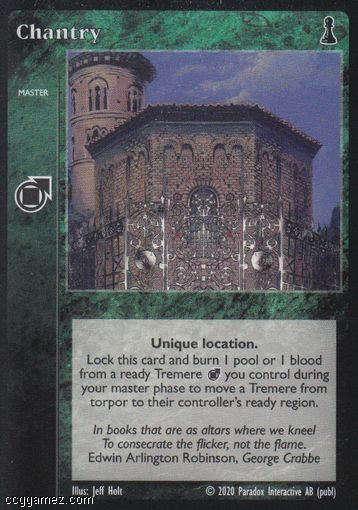 Chantry
MASTER
Unique location.
Lock this card and burn 1 pool or 1 blood
from a ready Tremere you control during
your master phase to move a Tremere from
torpor to their controller's ready region.
In books that are as altars where we kneel
To consecrate the flicker, not the flame.
Edwin Arlington Robinson, George Crabbe
Illus: Jeff Holt © 2020 Paradox Interactive AB (publ)
ccggamez.com